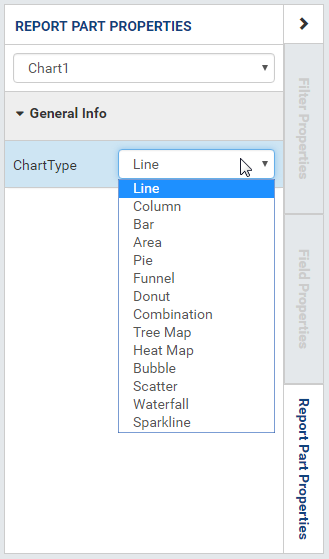 REPORT PART PROPERTIES
Chart1
General Info
ChartType
Line
Line
Column
Bar
Area
Pie
Funnel
Donut
Combination
Tree Map
Heat Map
Bubble
Scatter
Waterfall
Sparkline
Filter Properties
Field Properties
Report Part Properties